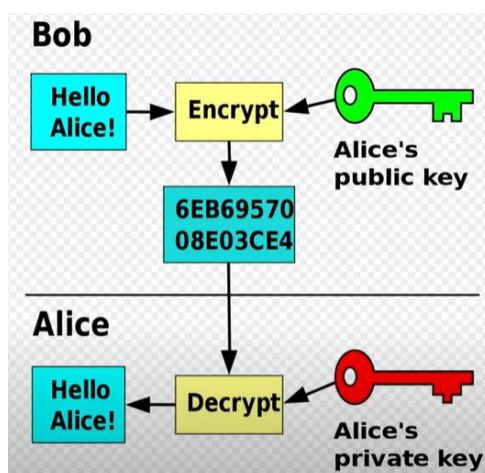 Bob
Hello
Alice!
Encrypt
Alice's
public key
6EB69570
08E03CE4
Alice
Hello
Alice!
Decrypt
Alice's
private key